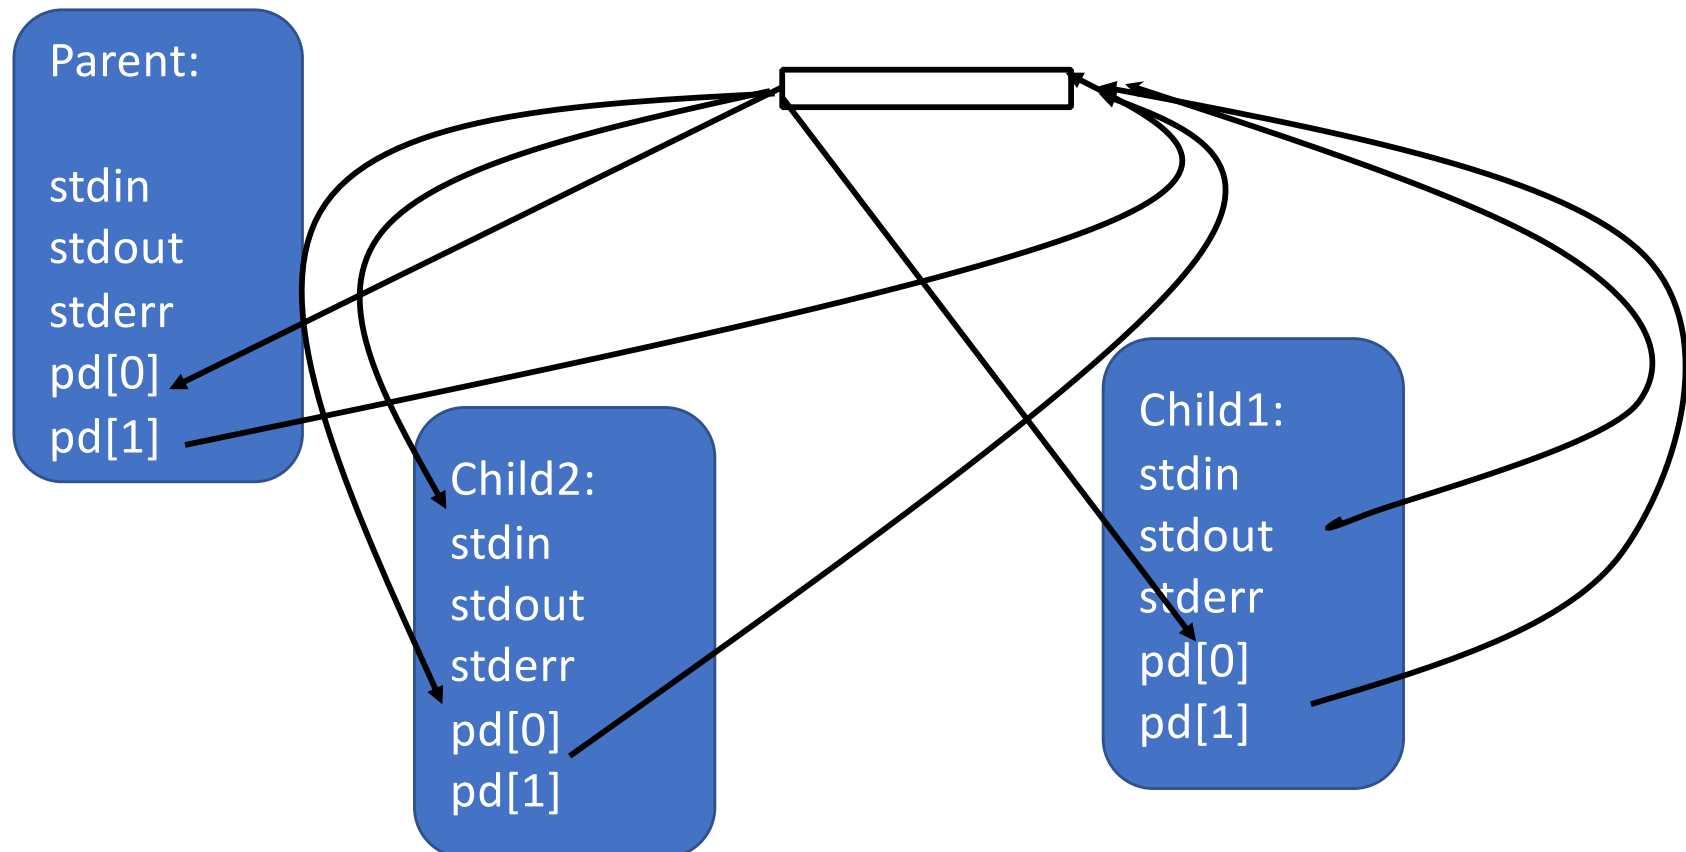 Parent:
stdin
stdout
stderr
pd[0]
pd[1]
Child2:
stdin
stdout
stderr
pd[0]
pd[1]
Child1:
stdin
stdout
stderr
pd[0]
pd[1]